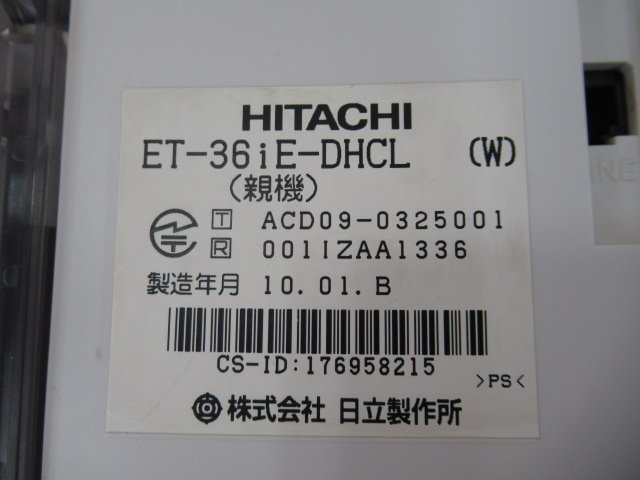 HITACHI
ET-36iE-DHCL (W)
(親機)
T ACD09-0325001
R 001IZAA1336
製造年月 10.01.B
CS-ID:176958215
>PS<
株式会社 日立製作所